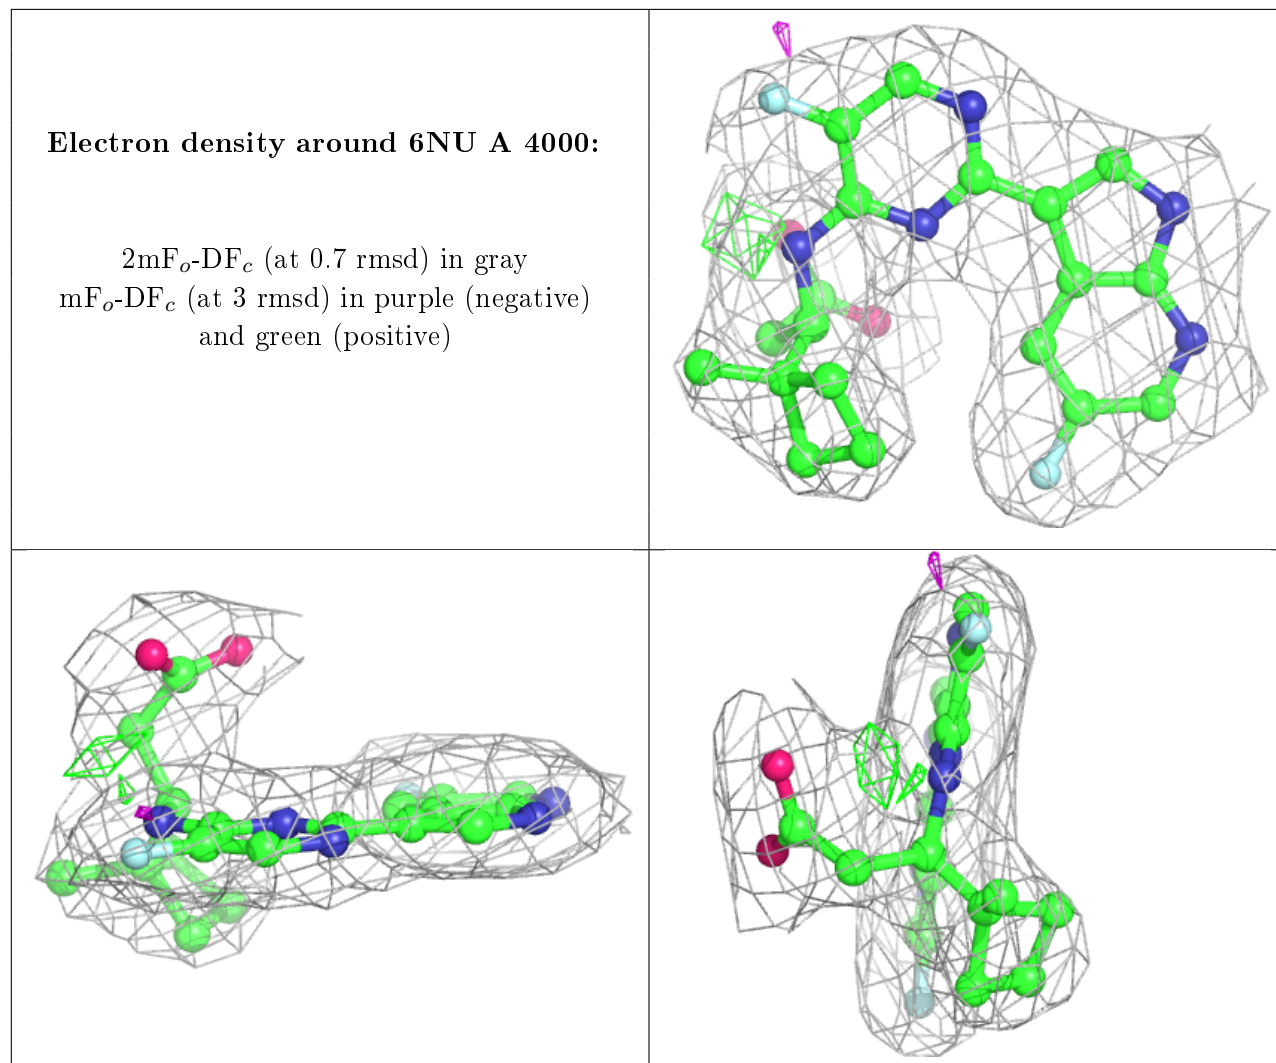 Electron density around 6NU A 4000:
2mFo-DFc (at 0.7 rmsd) in gray
mFo-DFc (at 3 rmsd) in purple (negative)
and green (positive)